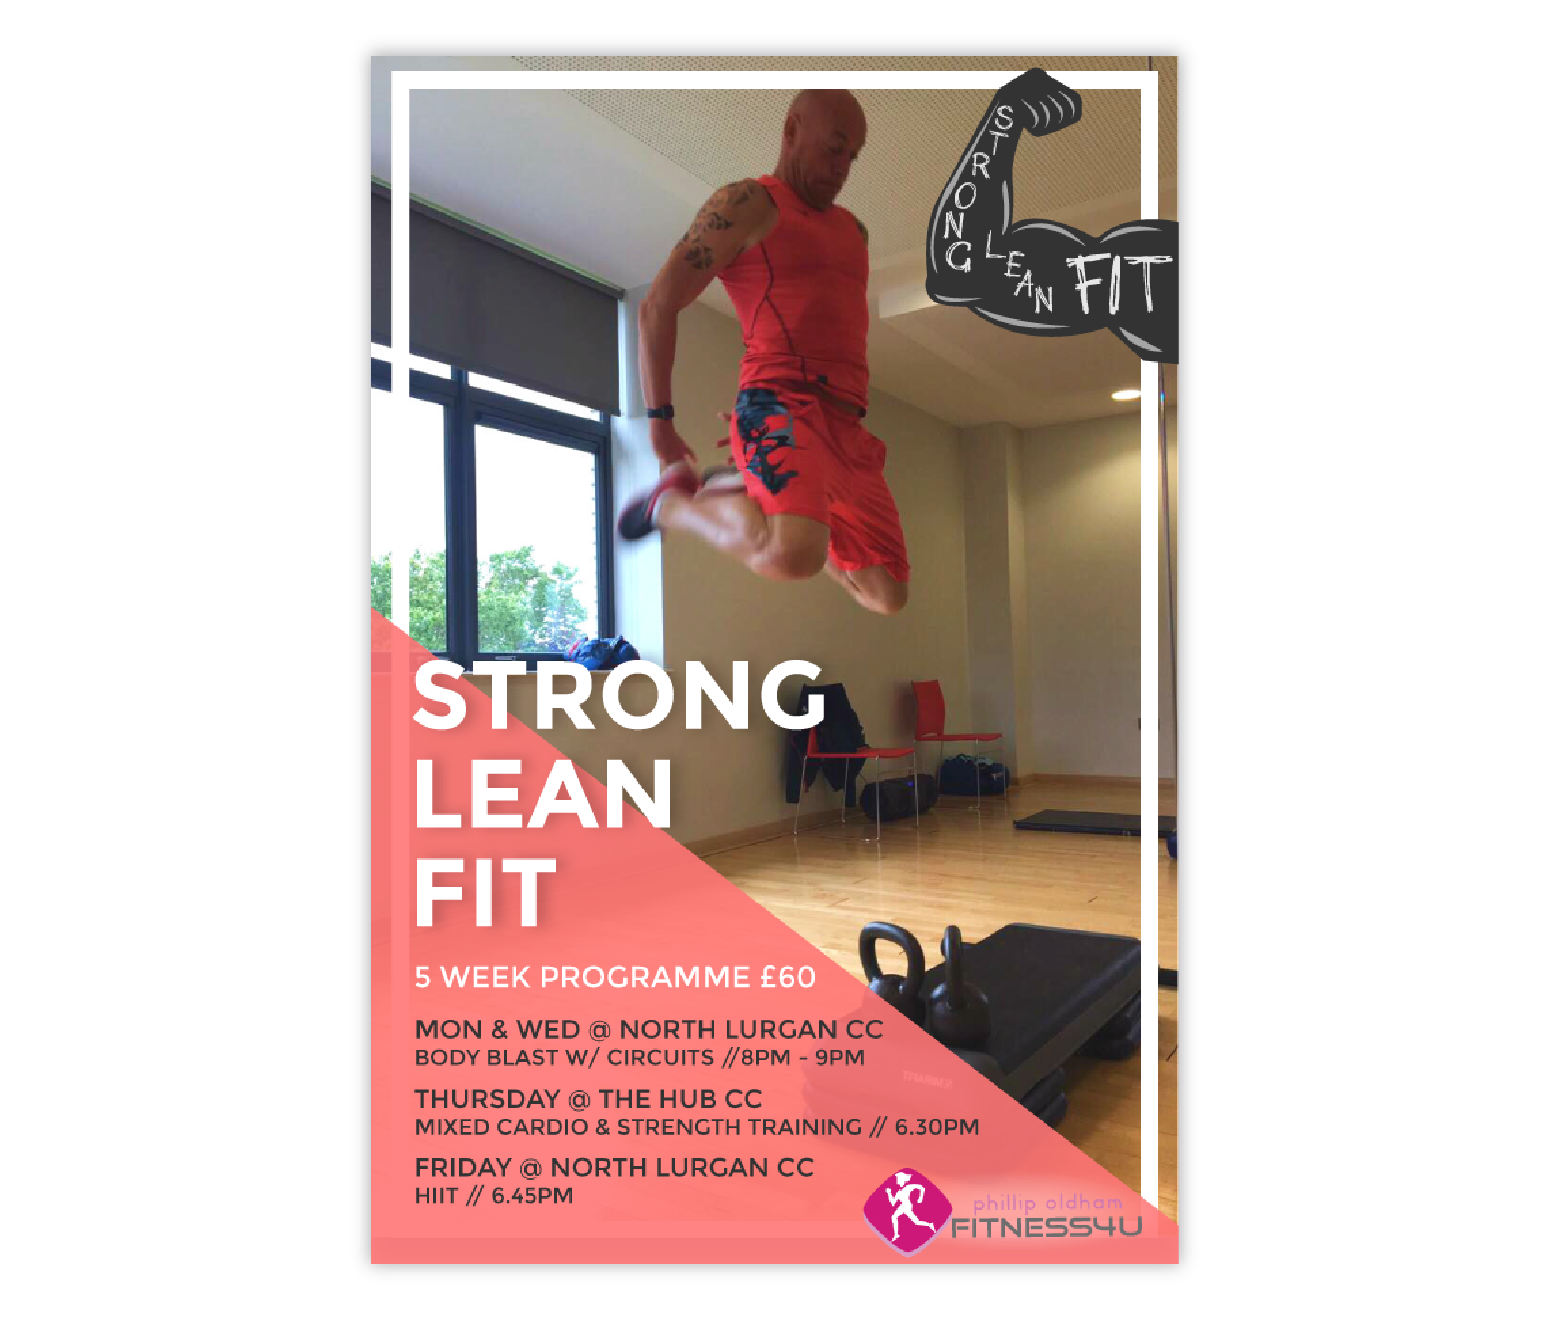 STRONG
LEAN
FIT
STRONG
LEAN
FIT
5 WEEK PROGRAMME £60
MON & WED @ NORTH LURGAN CC
BODY BLAST W/ CIRCUITS //8PM - 9PM
THURSDAY @ THE HUB CC
MIXED CARDIO & STRENGTH TRAINING // 6.30PM
FRIDAY @ NORTH LURGAN CC
HIIT // 6.45PM
phillip oldham
FITNESS4U